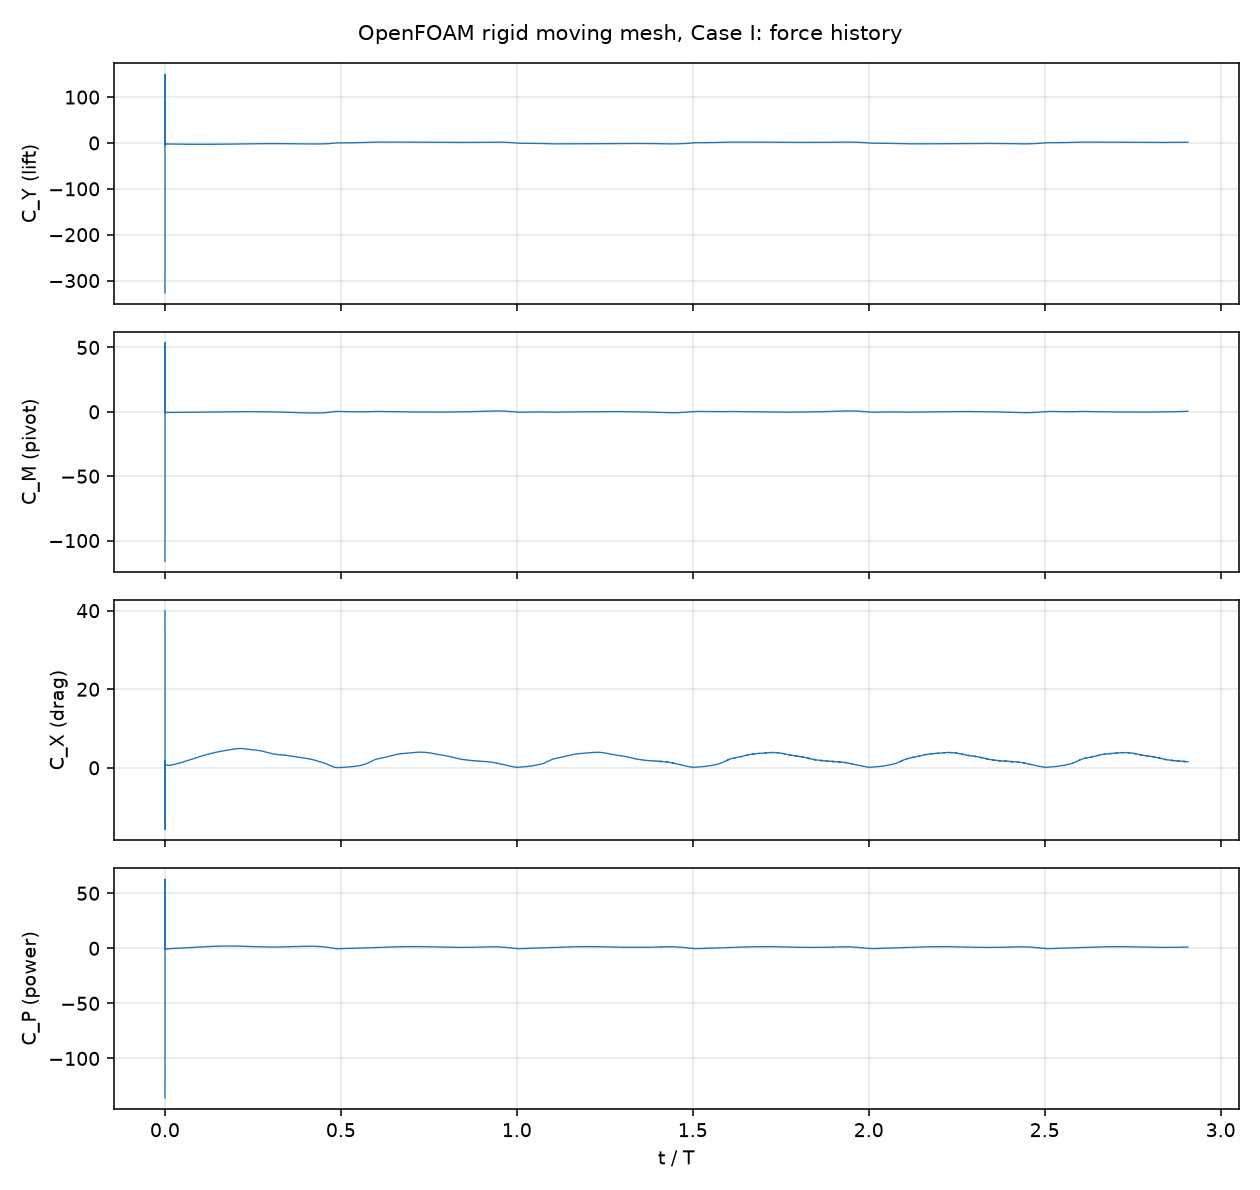 OpenFOAM rigid moving mesh, Case I: force history
C_Y (lift)
100
0
−100
−200
−300
C_M (pivot)
50
0
−50
−100
C_X (drag)
40
20
0
C_P (power)
50
0
−50
−100
0.0 0.5 1.0 1.5 2.0 2.5 3.0
t / T